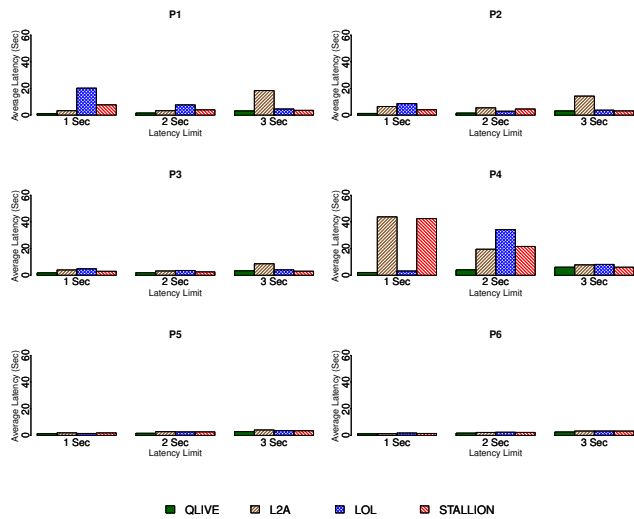 P1
Average Latency (Sec)
0 20 40 60
1 Sec 2 Sec 3 Sec
Latency Limit
P2
Average Latency (Sec)
0 20 40 60
1 Sec 2 Sec 3 Sec
Latency Limit
P3
Average Latency (Sec)
0 20 40 60
1 Sec 2 Sec 3 Sec
Latency Limit
P4
Average Latency (Sec)
0 20 40 60
1 Sec 2 Sec 3 Sec
Latency Limit
P5
Average Latency (Sec)
0 20 40 60
1 Sec 2 Sec 3 Sec
Latency Limit
P6
Average Latency (Sec)
0 20 40 60
1 Sec 2 Sec 3 Sec
Latency Limit
QLIVE L2A LOL STALLION